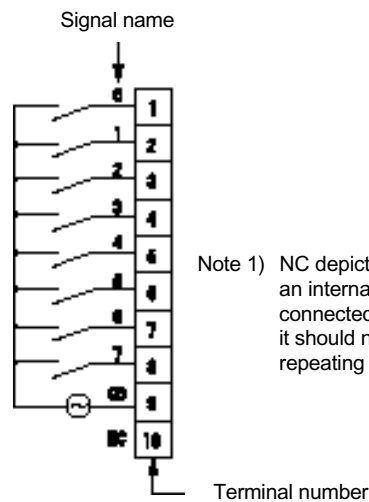 Signal name
0 1
1 2
2 3
3 4
4 5
5 6
6 7
7 8
9
NC 10
Note 1) NC depict
an interna
connected
it should n
repeating
Terminal number